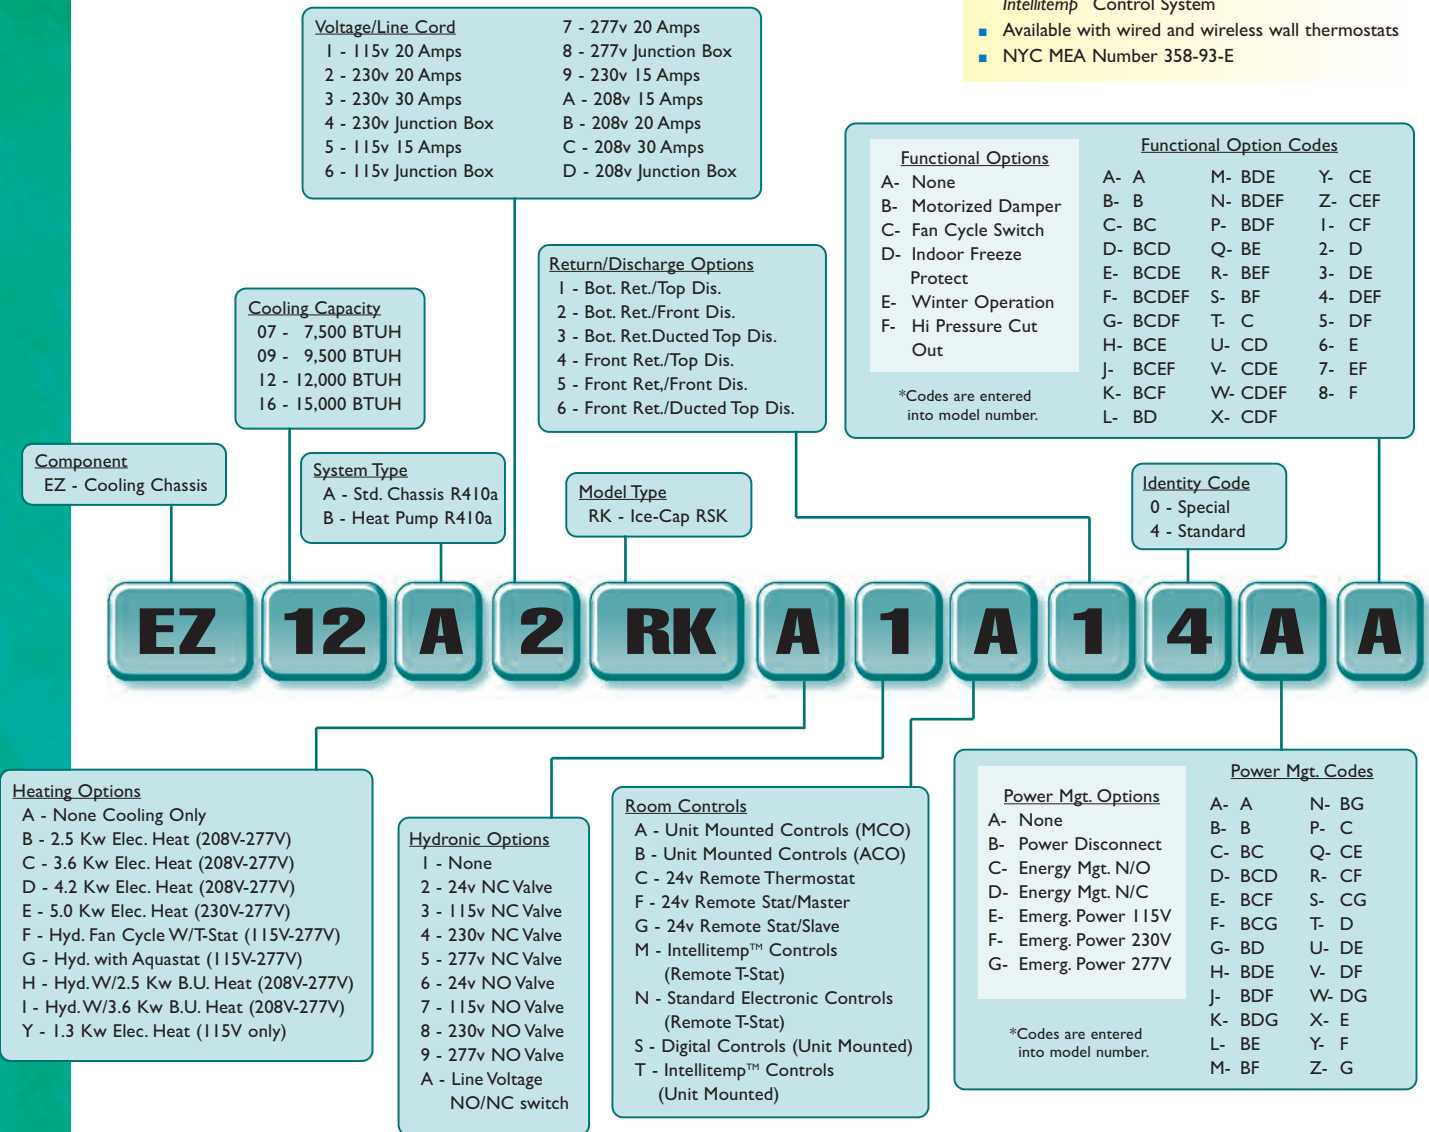 Intellitemp Control System
Available with wired and wireless wall thermostats
NYC MEA Number 358-93-E
Voltage/Line Cord
1 - 115v 20 Amps
2 - 230v 20 Amps
3 - 230v 30 Amps
4 - 230v Junction Box
5 - 115v 15 Amps
6 - 115v Junction Box
7 - 277v 20 Amps
8 - 277v Junction Box
9 - 230v 15 Amps
A - 208v 15 Amps
B - 208v 20 Amps
C - 208v 30 Amps
D - 208v Junction Box
Functional Options
A- None
B- Motorized Damper
C- Fan Cycle Switch
D- Indoor Freeze
Protect
E- Winter Operation
F- Hi Pressure Cut
Out
*Codes are entered
into model number.
Functional Option Codes
A- A
B- B
C- BC
D- BCD
E- BCDE
F- BCDEF
G- BCDF
H- BCE
J- BCEF
K- BCF
L- BD
M- BDE
N- BDEF
P- BDF
Q- BE
R- BEF
S- BF
T- C
U- CD
V- CDE
W- CDEF
X- CDF
Y- CE
Z- CEF
1- CF
2- D
3- DE
4- DEF
5- DF
6- E
7- EF
8- F
Return/Discharge Options
1 - Bot. Ret./Top Dis.
2 - Bot. Ret./Front Dis.
3 - Bot. Ret.Ducted Top Dis.
4 - Front Ret./Top Dis.
5 - Front Ret,/Front Dis.
6 - Front Ret./Ducted Top Dis.
Cooling Capacity
07 - 7,500 BTUH
09 - 9,500 BTUH
12 - 12,000 BTUH
16 - 15,000 BTUH
Component
EZ - Cooling Chassis
System Type
A - Std. Chassis R410a
B - Heat Pump R410a
Model Type
RK - Ice-Cap RSK
Identity Code
0 - Special
4 - Standard
EZ 12 A 2 RK A 1 A 1 4 A A
Heating Options
A - None Cooling Only
B - 2.5 Kw Elec. Heat (208V-277V)
C - 3.6 Kw Elec. Heat (208V-277V)
D - 4.2 Kw Elec. Heat (208V-277V)
E - 5.0 Kw Elec. Heat (230V-277V)
F - Hyd. Fan Cycle W/T-Stat (115V-277V)
G - Hyd. with Aquastat (115V-277V)
H - Hyd. W/2.5 Kw B.U. Heat (208V-277V)
I - Hyd. W/3.6 Kw B.U. Heat (208V-277V)
Y - 1.3 Kw Elec. Heat (115V only)
Hydronic Options
1 - None
2 - 24v NC Valve
3 - 115v NC Valve
4 - 230v NC Valve
5 - 277v NC Valve
6 - 24v NO Valve
7 - 115v NO Valve
8 - 230v NO Valve
9 - 277v NO Valve
A - Line Voltage
NO/NC switch
Room Controls
A - Unit Mounted Controls (MCO)
B - Unit Mounted Controls (ACO)
C - 24v Remote Thermostat
F - 24v Remote Stat/Master
G - 24v Remote Stat/Slave
M - Intellitemp™ Controls
(Remote T-Stat)
N - Standard Electronic Controls
(Remote T-Stat)
S - Digital Controls (Unit Mounted)
T - Intellitemp™ Controls
(Unit Mounted)
Power Mgt. Options
A- None
B- Power Disconnect
C- Energy Mgt. N/O
D- Energy Mgt. N/C
E- Emerg. Power 115V
F- Emerg. Power 230V
G- Emerg. Power 277V
*Codes are entered
into model number.
Power Mgt. Codes
A- A
B- B
C- BC
D- BCD
E- BCF
F- BCG
G- BD
H- BDE
J- BDF
K- BDG
L- BE
M- BF
N- BG
P- C
Q- CE
R- CF
S- CG
T- D
U- DE
V- DF
W- DG
X- E
Y- F
Z- G